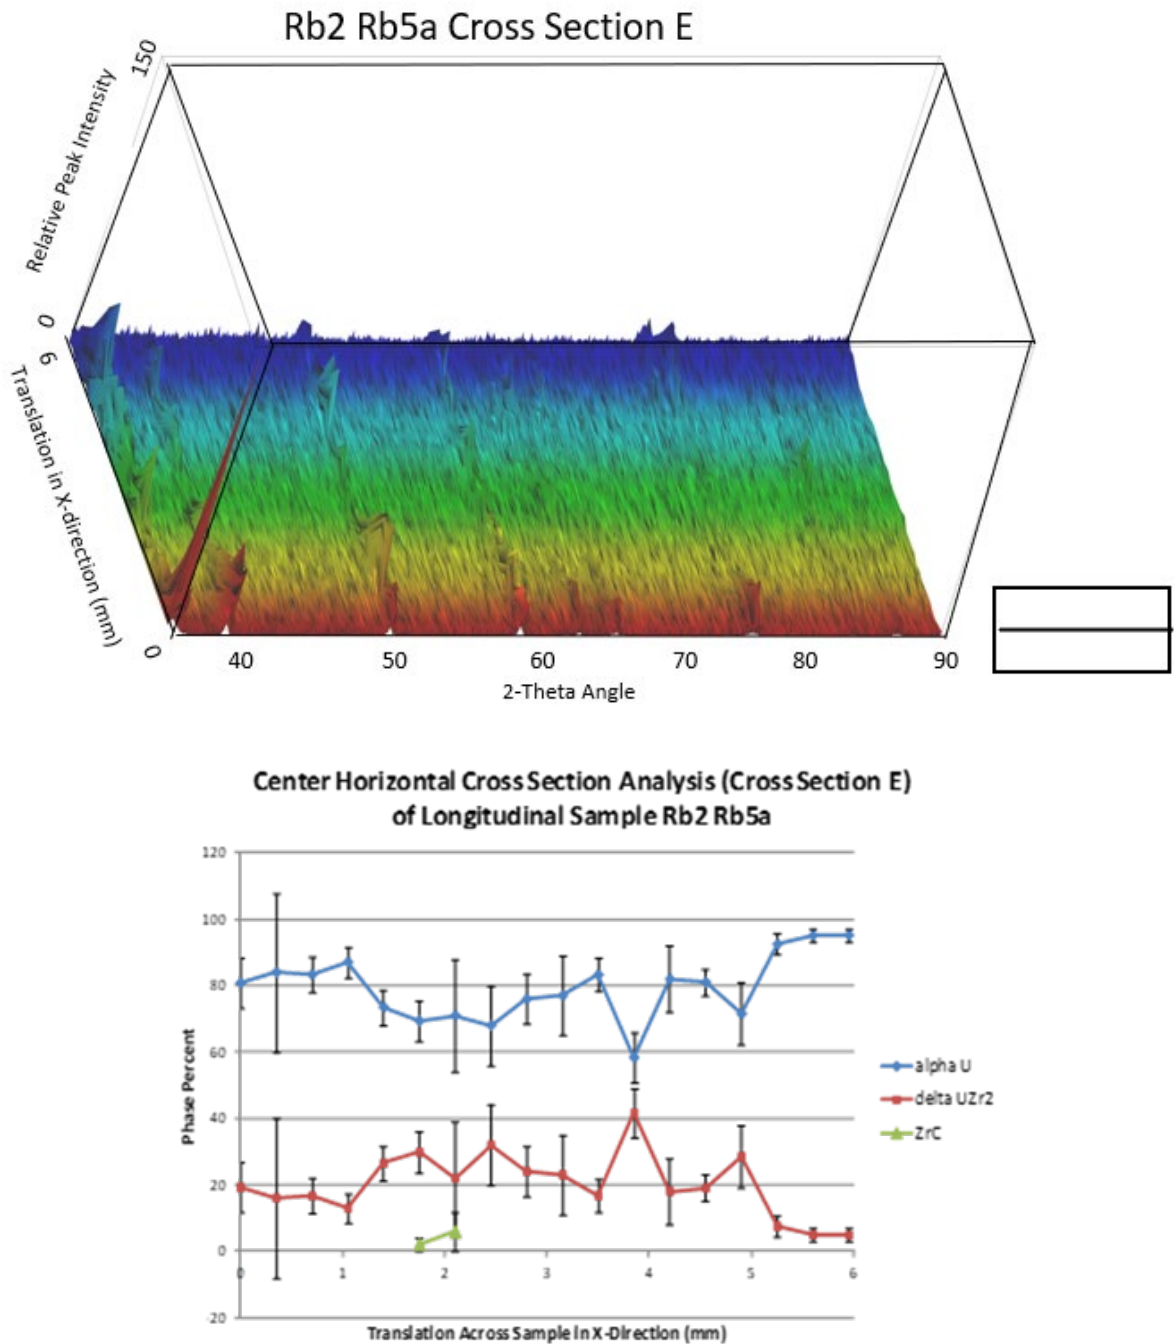 Rb2 Rb5a Cross Section E
150
Relative Peak Intensity
0
6
Translation in X-direction (mm)
0
40 50 60 70 80 90
2-Theta Angle
Center Horizontal Cross Section Analysis (Cross Section E)
of Longitudinal Sample Rb2 Rb5a
120
100
80
60
40
20
0
-20
Phase Percent
0 1 2 3 4 5 6
Translation Across Sample in X-Direction (mm)
alpha U
delta UZr2
ZrC